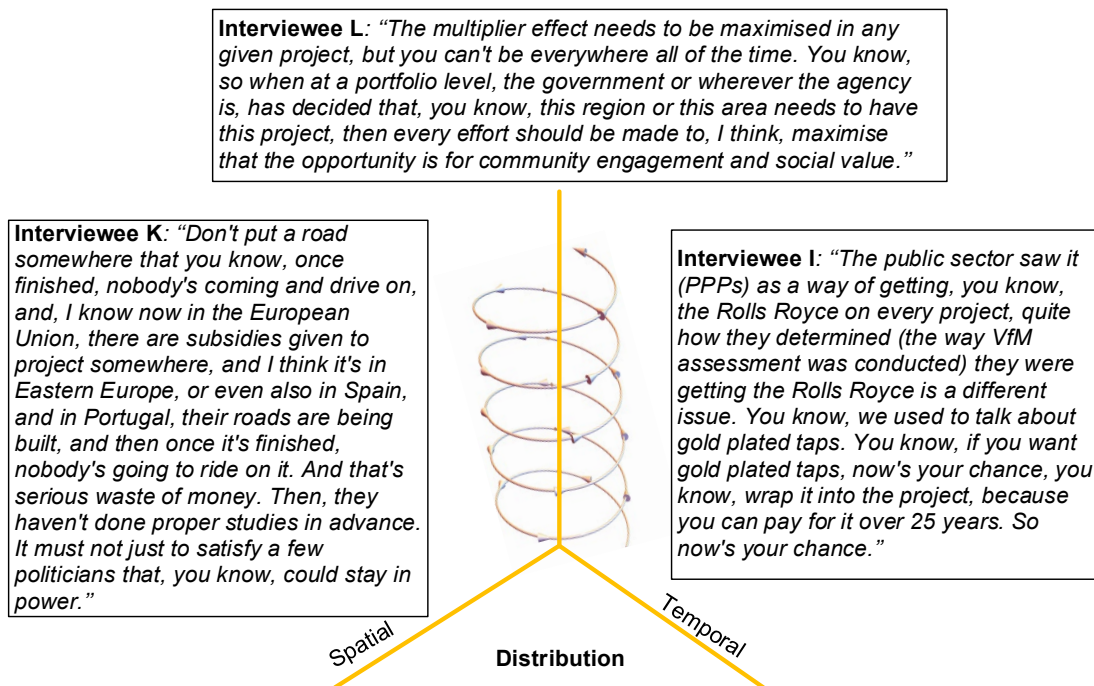 Interviewee L: “The multiplier effect needs to be maximised in any
given project, but you can't be everywhere all of the time. You know,
so when at a portfolio level, the government or wherever the agency
is, has decided that, you know, this region or this area needs to have
this project, then every effort should be made to, I think, maximise
that the opportunity is for community engagement and social value.”
Interviewee K: “Don't put a road
somewhere that you know, once
finished, nobody's coming and drive on,
and, I know now in the European
Union, there are subsidies given to
project somewhere, and I think it's in
Eastern Europe, or even also in Spain,
and in Portugal, their roads are being
built, and then once it's finished,
nobody's going to ride on it. And that's
serious waste of money. Then, they
haven't done proper studies in advance.
It must not just to satisfy a few
politicians that, you know, could stay in
power.”
Interviewee I: “The public sector saw it
(PPPs) as a way of getting, you know,
the Rolls Royce on every project, quite
how they determined (the way VfM
assessment was conducted) they were
getting the Rolls Royce is a different
issue. You know, we used to talk about
gold plated taps. You know, if you want
gold plated taps, now's your chance, you
know, wrap it into the project, because
you can pay for it over 25 years. So
now's your chance.”
Spatial
Temporal
Distribution